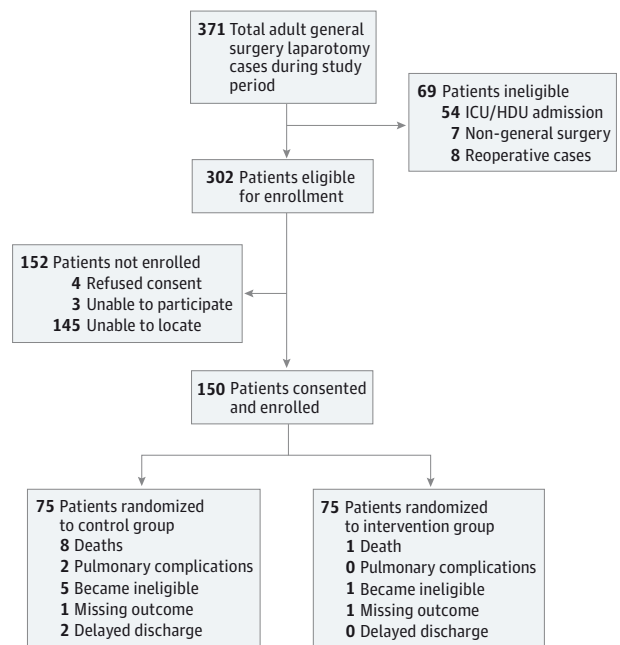 371 Total adult general
surgery laparotomy
cases during study
period
69 Patients ineligible
54 ICU/HDU admission
7 Non-general surgery
8 Reoperative cases
302 Patients eligible
for enrollment
152 Patients not enrolled
4 Refused consent
3 Unable to participate
145 Unable to locate
150 Patients consented
and enrolled
75 Patients randomized
to control group
8 Deaths
2 Pulmonary complications
5 Became ineligible
1 Missing outcome
2 Delayed discharge
75 Patients randomized
to intervention group
1 Death
0 Pulmonary complications
1 Became ineligible
1 Missing outcome
0 Delayed discharge